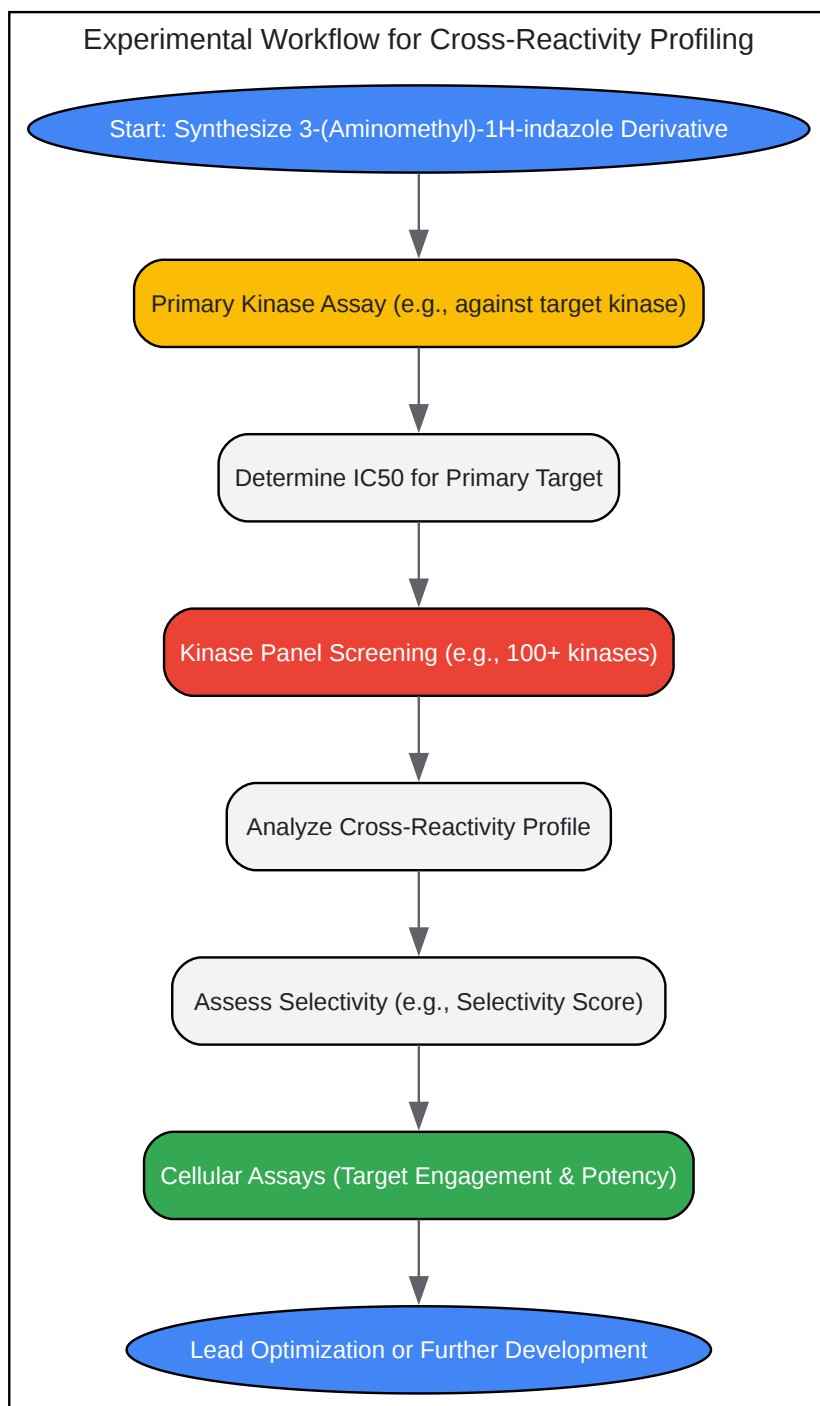 Experimental Workflow for Cross-Reactivity Profiling
Start: Synthesize 3-(Aminomethyl)-1H-indazole Derivative
Primary Kinase Assay (e.g., against target kinase)
Determine IC50 for Primary Target
Kinase Panel Screening (e.g., 100+ kinases)
Analyze Cross-Reactivity Profile
Assess Selectivity (e.g., Selectivity Score)
Cellular Assays (Target Engagement & Potency)
Lead Optimization or Further Development